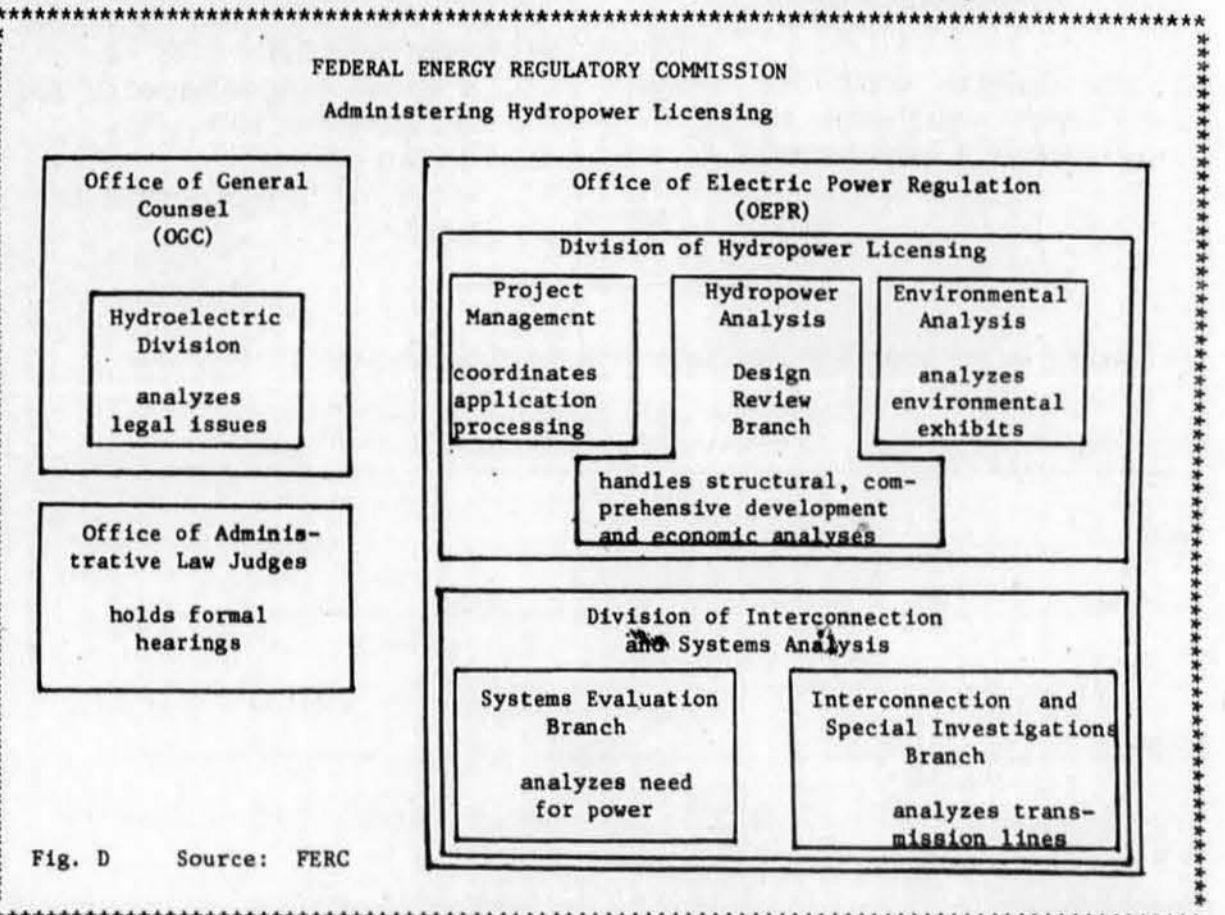 FEDERAL ENERGY REGULATORY COMMISSION
Administering Hydropower Licensing
Office of General
Counsel
(OGC)
Hydroelectric
Division
analyzes
legal issues
Office of Adminis-
trative Law Judges
holds formal
hearings
Office of Electric Power Regulation
(OEPR)
Division of Hydropower Licensing
Project
Management
coordinates
application
processing
Hydropower
Analysis
Design
Review
Branch
handles structural, com-
prehensive development
and economic analyses
Environmental
Analysis
analyzes
environmental
exhibits
Division of Interconnection
and Systems Analysis
Systems Evaluation
Branch
analyzes need
for power
Interconnection and
Special Investigations
Branch
analyzes trans-
mission lines
Fig. D Source: FERC